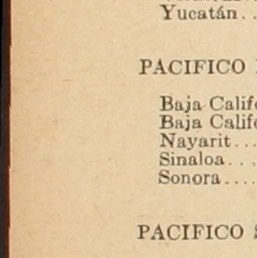 Yucatán..
PACIFICO
Baja Calif
Baja Calif
Nayarit...
Sinaloa...
Sonora....
PACIFICO